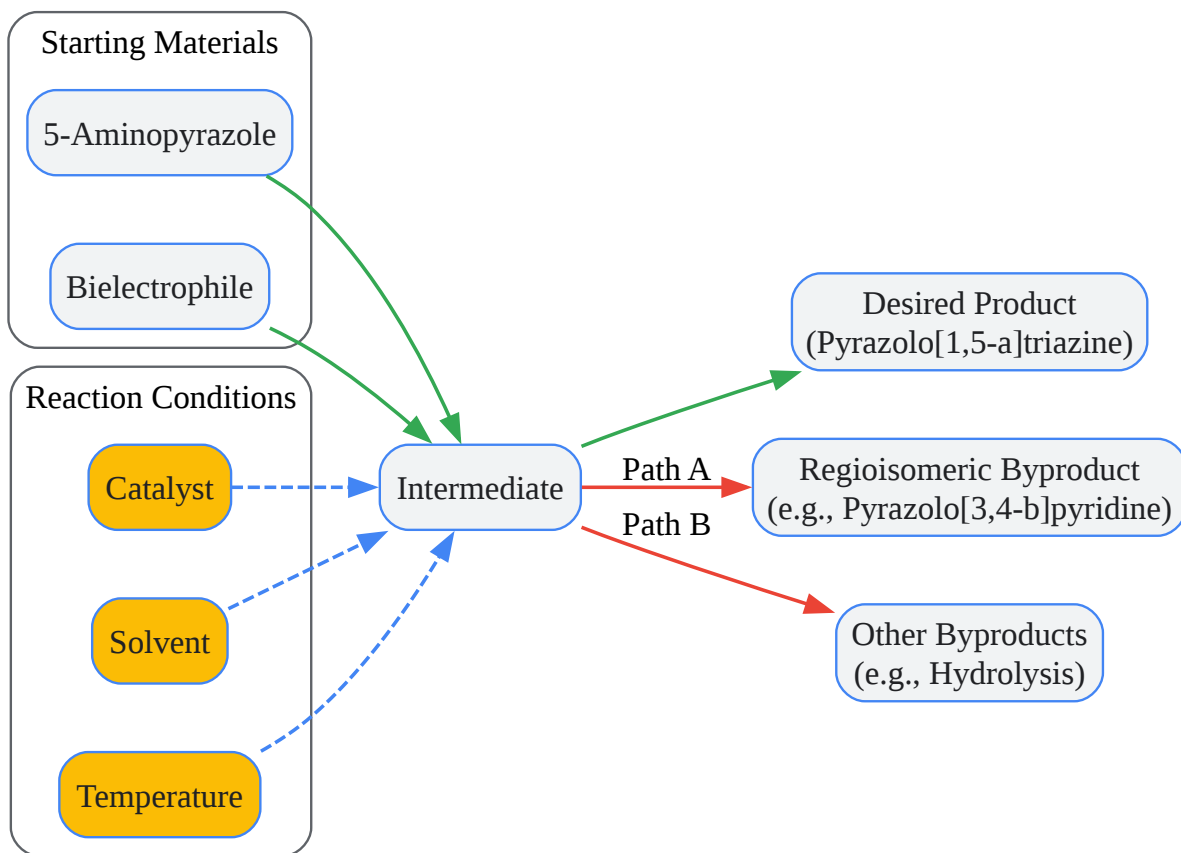 Starting Materials
5-Aminopyrazole
Bielectrophile
Reaction Conditions
Catalyst
Solvent
Temperature
Intermediate
Path A
Path B
Desired Product
(Pyrazolo[1,5-a]triazine)
Regioisomeric Byproduct
(e.g., Pyrazolo[3,4-b]pyridine)
Other Byproducts
(e.g., Hydrolysis)